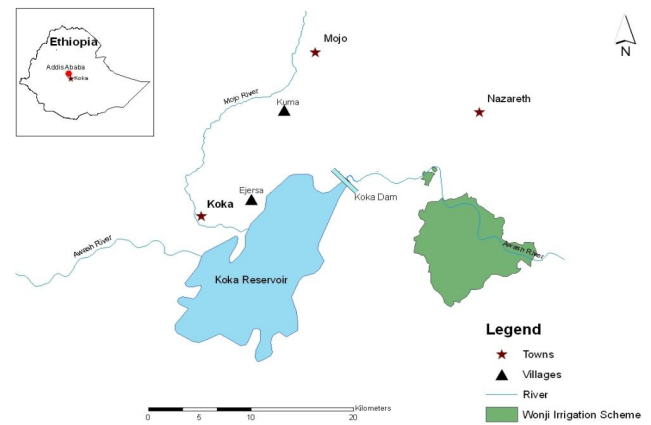 Ethiopia
Addis Ababa
Koka
Mojo
N
Mojo River
Kuma
Nazareth
Ejersa
Koka Dam
Koka
Awash River
Awash River
Koka Reservoir
Legend
Towns
Villages
River
Wonji Irrigation Scheme
Kilometers
0 5 10 20